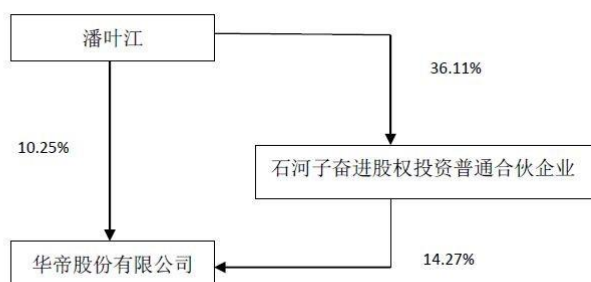 潘叶江
36.11%
10.25%
石河子奋进股权投资普通合伙企业
华帝股份有限公司
14.27%